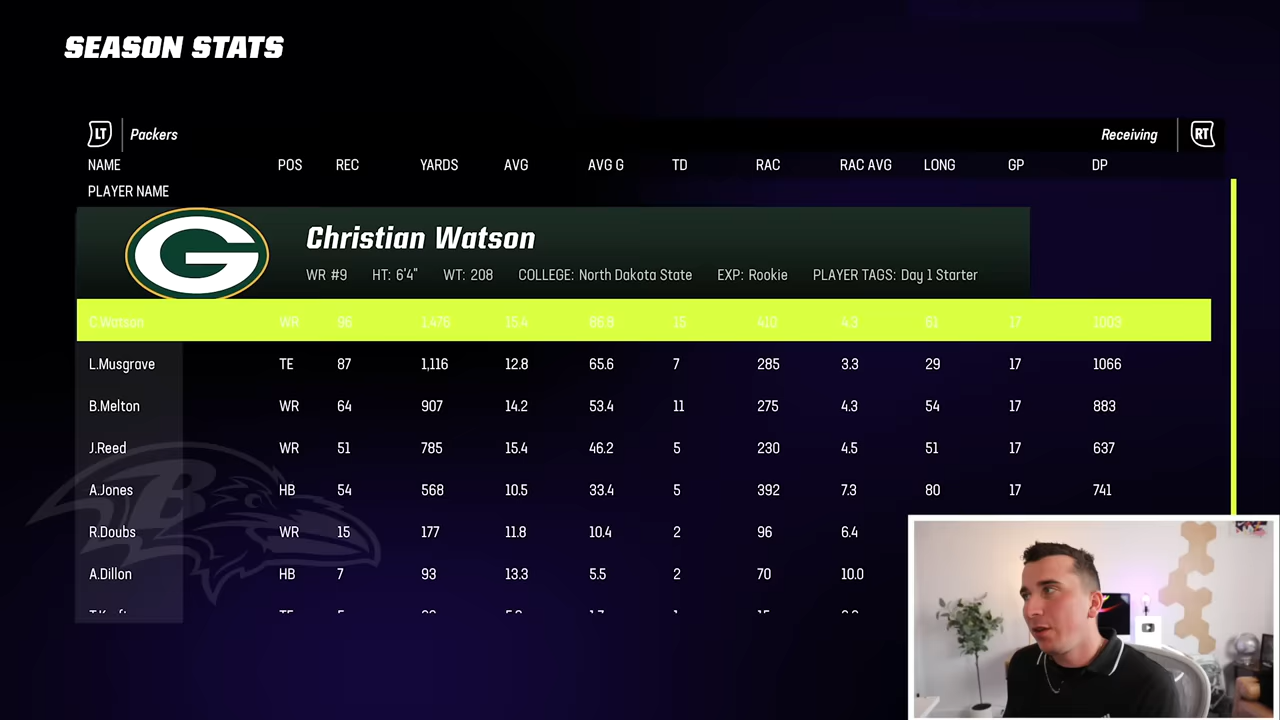 SEASON STATS
LT Packers Receiving RT
NAME POS REC YARDS AVG AVG G TD RAC RAC AVG LONG GP DP
PLAYER NAME
G
Christian Watson
WR #9 HT: 6'4" WT: 208 COLLEGE: North Dakota State EXP: Rookie PLAYER TAGS: Day 1 Starter
C.Watson WR 96 1,476 15.4 86.8 15 410 4.3 61 17 1003
L.Musgrave TE 87 1,116 12.8 65.6 7 285 3.3 29 17 1066
B.Melton WR 64 907 14.2 53.4 11 275 4.3 54 17 883
J.Reed WR 51 785 15.4 46.2 5 230 4.5 51 17 637
A.Jones HB 54 568 10.5 33.4 5 392 7.3 80 17 741
R.Doubs WR 15 177 11.8 10.4 2 96 6.4
A.Dillon HB 7 93 13.3 5.5 2 70 10.0